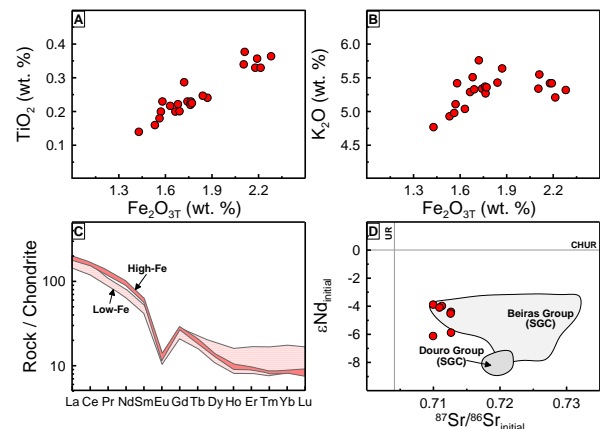 A
TiO2 (wt. %)
0.4
0.3
0.2
0.1
1.3 1.6 1.9 2.2
Fe2O3T (wt. %)
B
K2O (wt. %)
6.0
5.5
5.0
4.5
1.3 1.6 1.9 2.2
Fe2O3T (wt. %)
C
Rock / Chondrite
100
10
High-Fe
Low-Fe
La Ce Pr Nd Sm Eu Gd Tb Dy Ho Er Tm Yb Lu
D
UR
CHUR
εNdinitial
0
-2
-4
-6
-8
Beiras Group
(SGC)
Douro Group
(SGC)
0.71 0.72 0.73
87Sr/86Srinitial